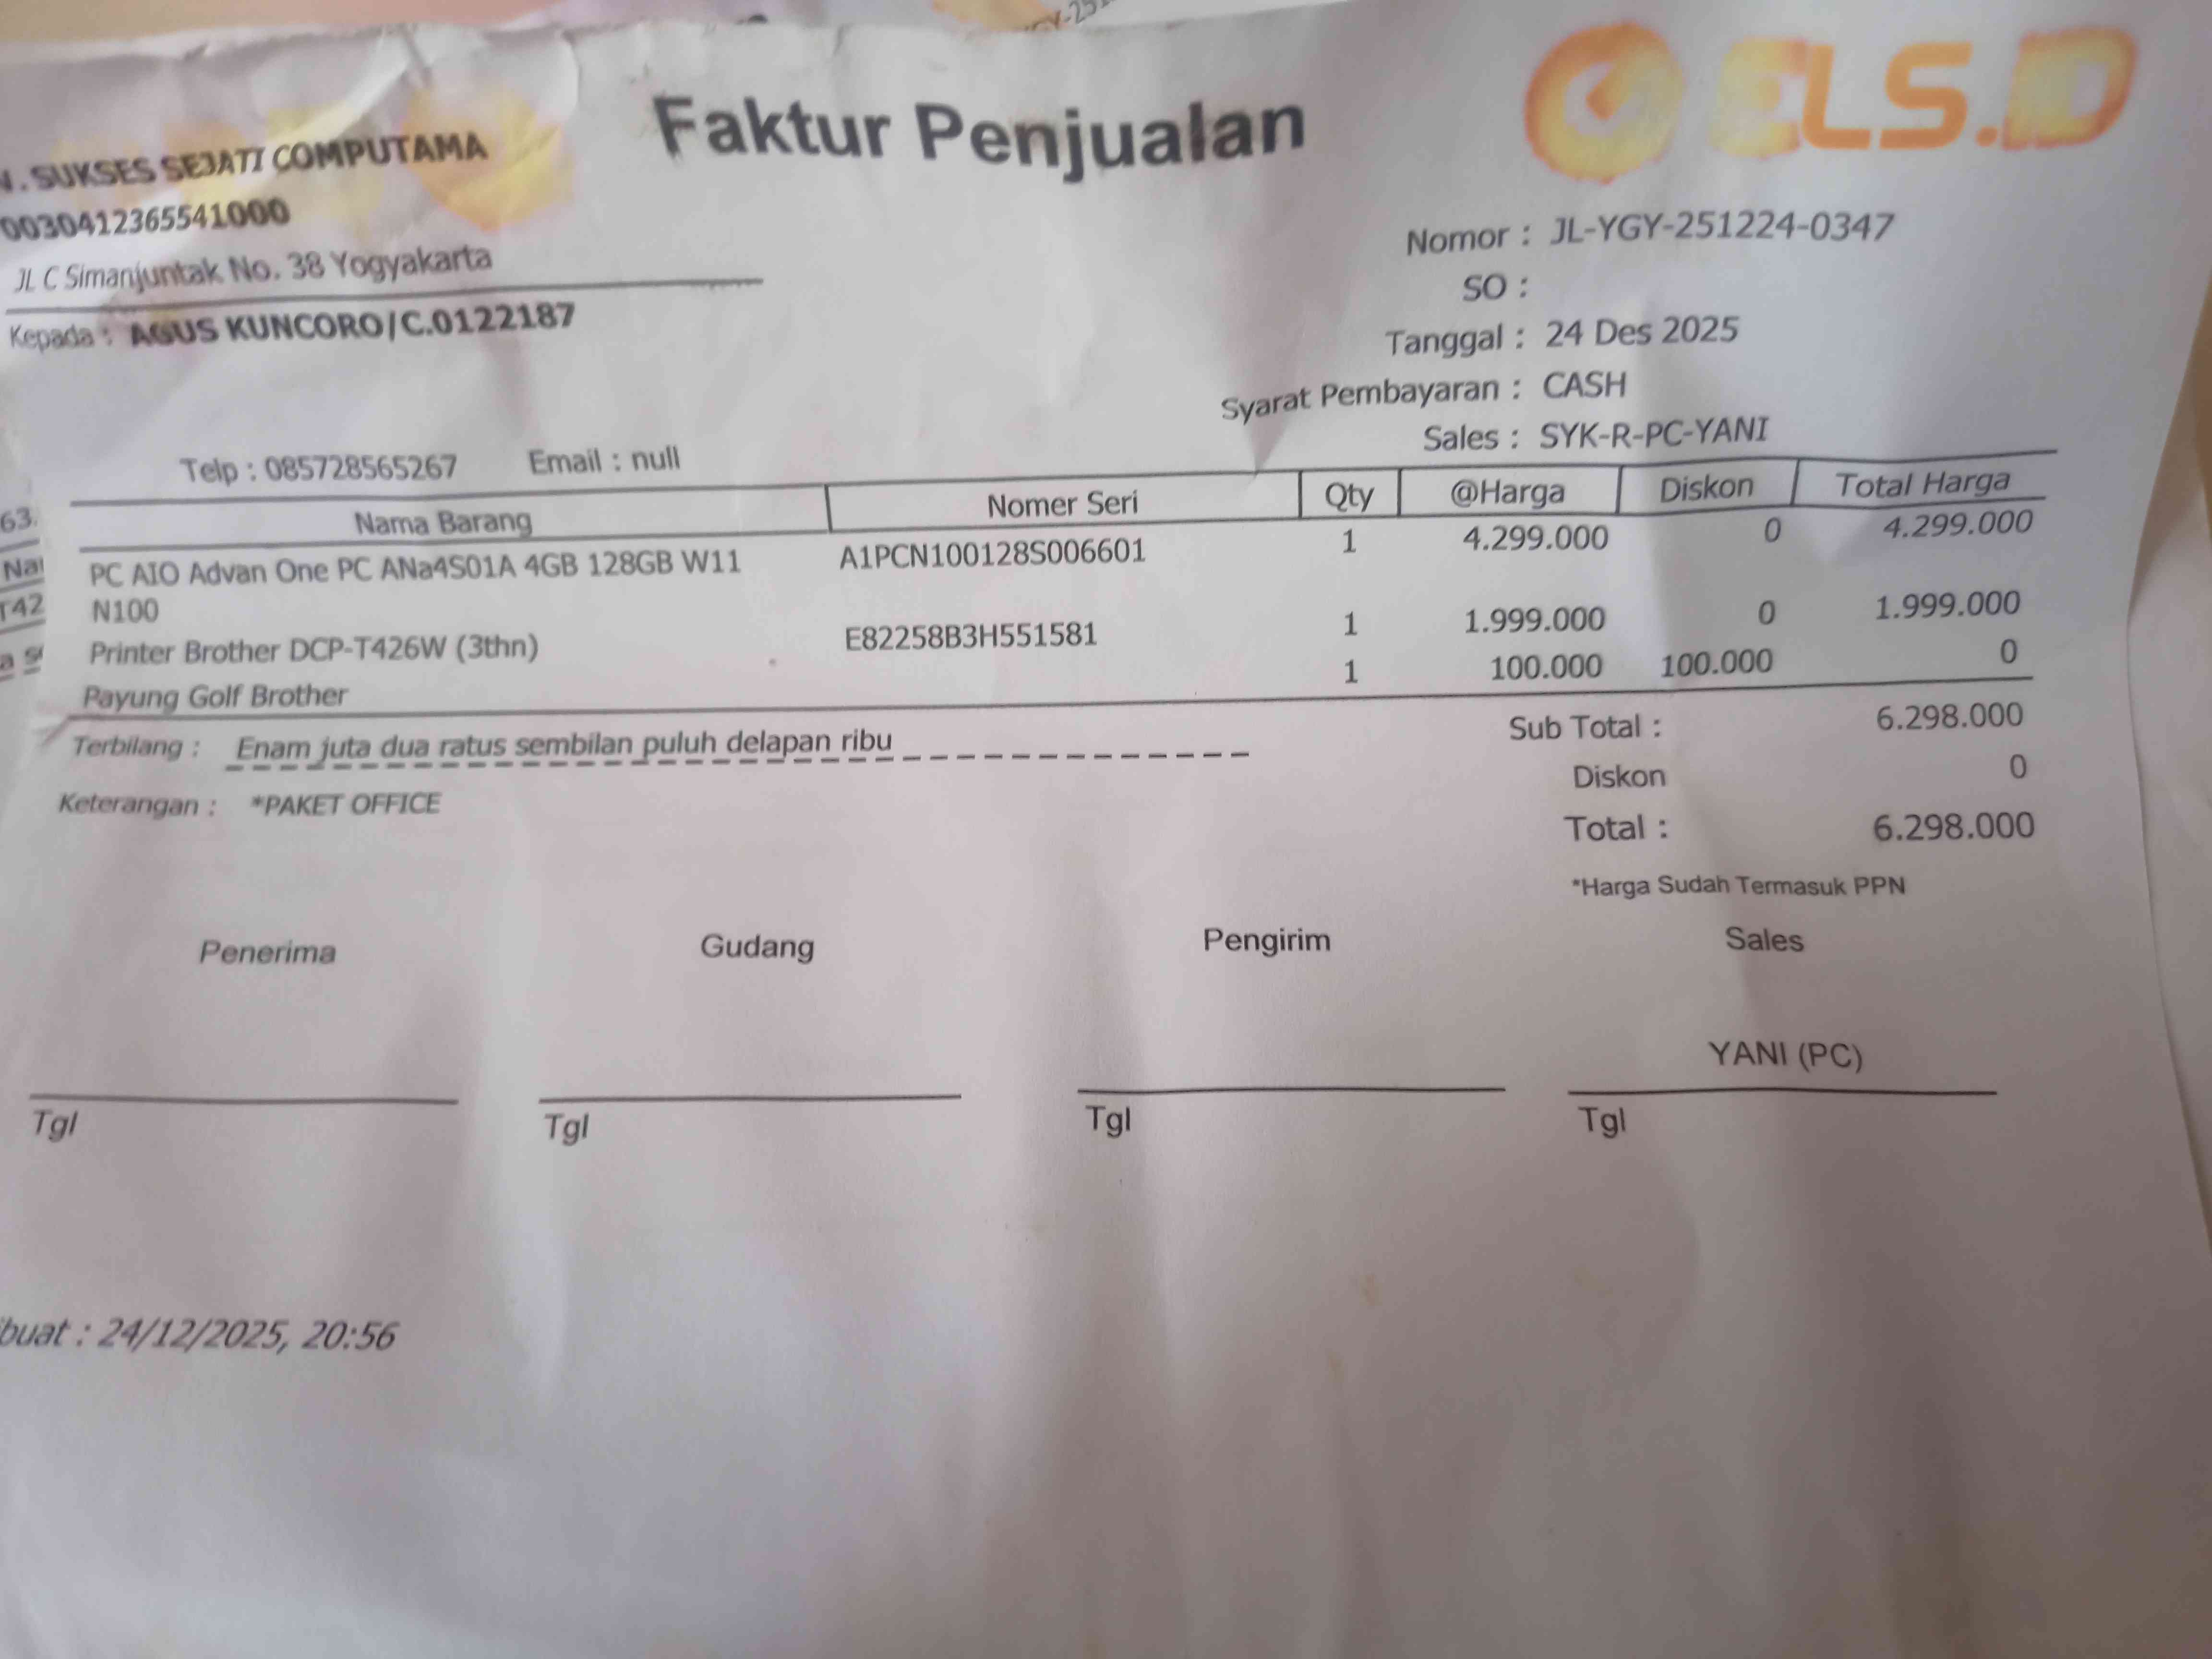 Faktur Penjualan
ELS.ID
. SUKSES SEJATI COMPUTAMA
0030412365541000
JL C Simanjuntak No. 38 Yogyakarta
Kepada : AGUS KUNCORO/C.0122187
Telp : 085728565267 Email : null
Nomor : JL-YGY-251224-0347
SO :
Tanggal : 24 Des 2025
Syarat Pembayaran : CASH
Sales : SYK-R-PC-YANI
Nama Barang Nomer Seri Qty @Harga Diskon Total Harga
PC AIO Advan One PC ANa4S01A 4GB 128GB W11 A1PCN100128S006601 1 4.299.000 0 4.299.000
N100
Printer Brother DCP-T426W (3thn) E82258B3H551581 1 1.999.000 0 1.999.000
Payung Golf Brother 1 100.000 100.000 0
Terbilang : Enam juta dua ratus sembilan puluh delapan ribu
Keterangan : *PAKET OFFICE
Sub Total : 6.298.000
Diskon 0
Total : 6.298.000
*Harga Sudah Termasuk PPN
Penerima Gudang Pengirim Sales
YANI (PC)
Tgl Tgl Tgl Tgl
buat : 24/12/2025, 20:56